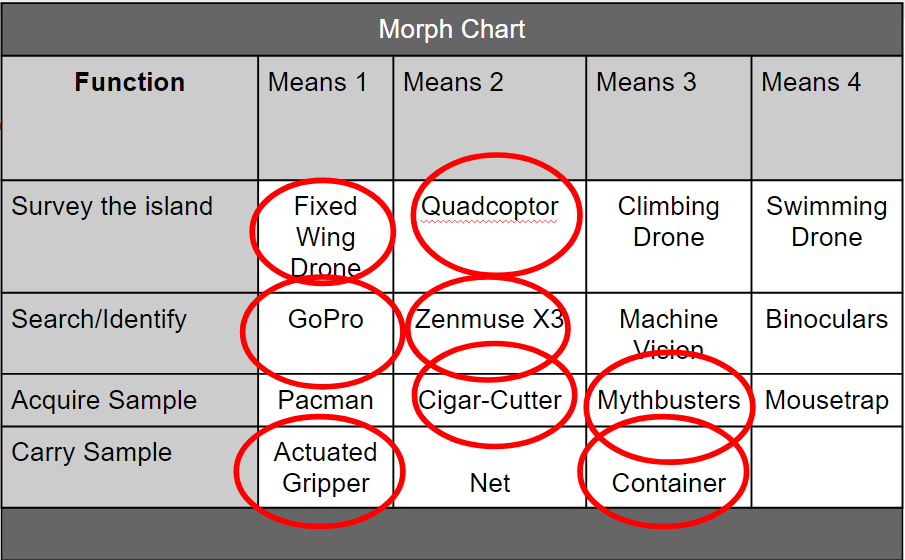 Morph Chart
Function Means 1 Means 2 Means 3 Means 4
Survey the island Fixed Wing Drone Quadcoptor Climbing Drone Swimming Drone
Search/Identify GoPro Zenmuse X3 Machine Vision Binoculars
Acquire Sample Pacman Cigar-Cutter Mythbusters Mousetrap
Carry Sample Actuated Gripper Net Container